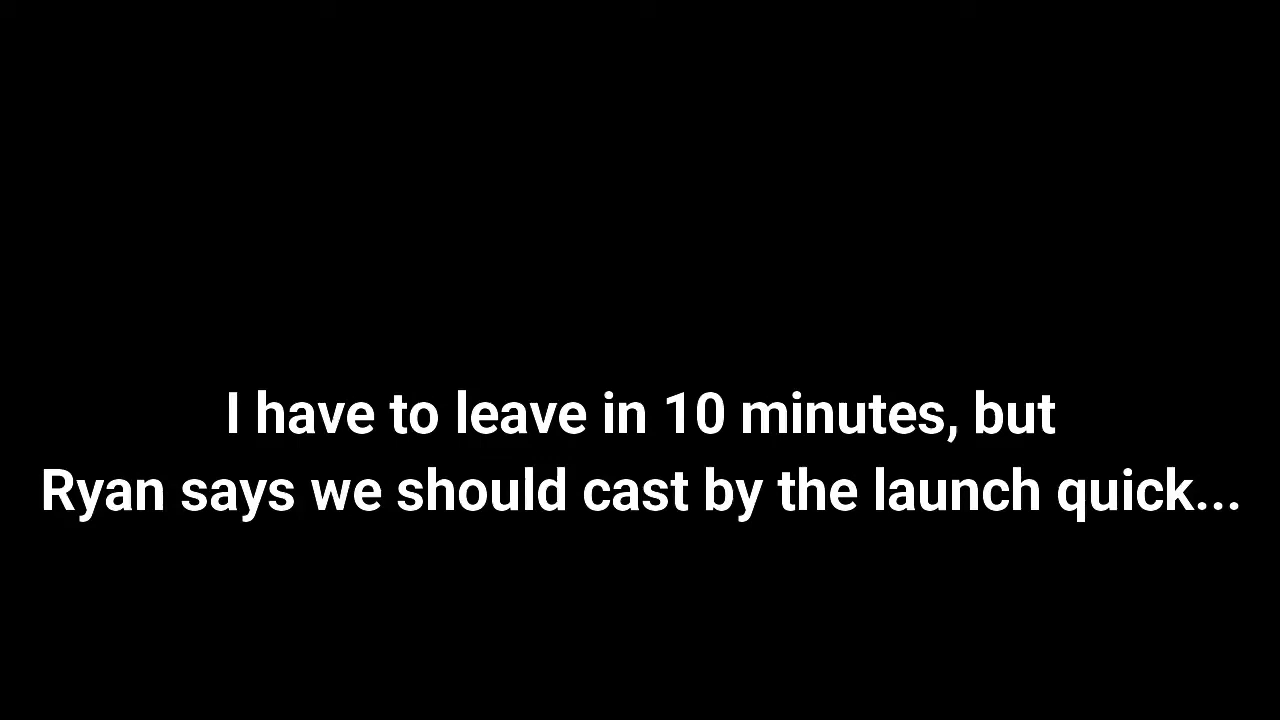 I have to leave in 10 minutes, but
Ryan says we should cast by the launch quick...